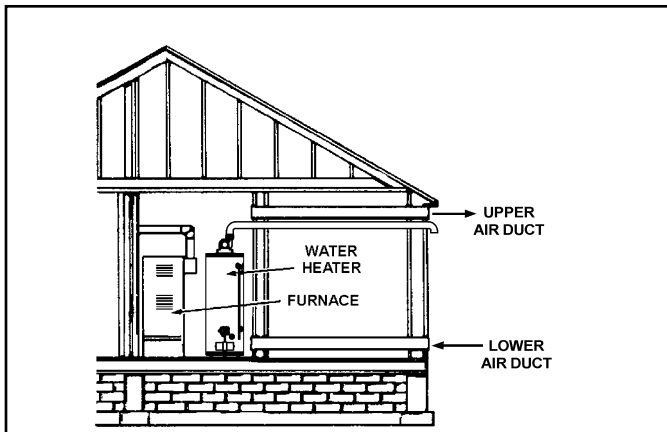 UPPER
AIR DUCT
WATER
HEATER
FURNACE
LOWER
AIR DUCT